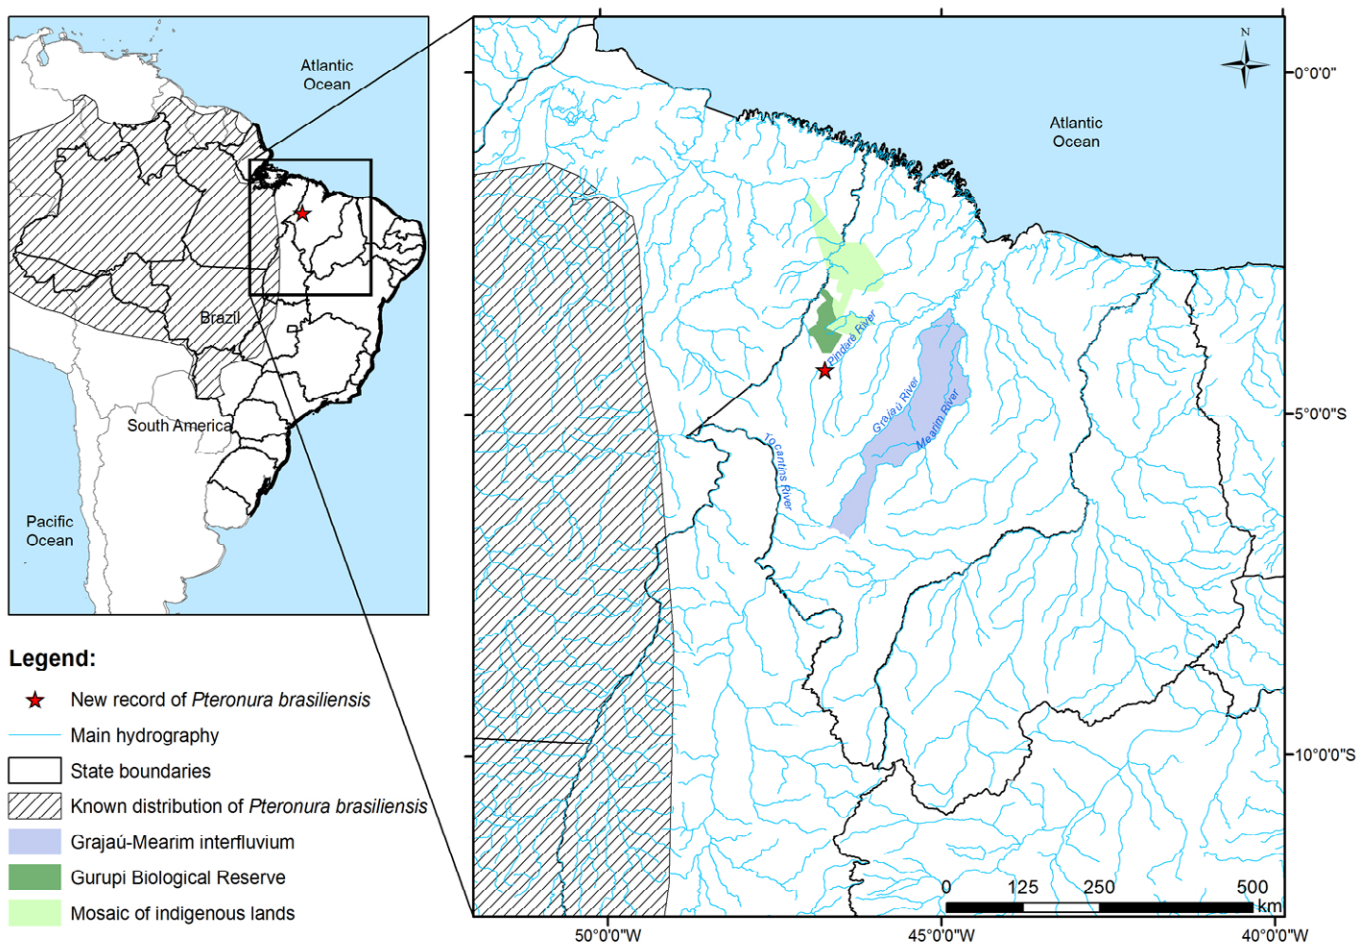 Atlantic
Ocean
Brazil
South America
Pacific
Ocean
N
Atlantic
Ocean
Pindaré River
Grajaú River
Mearim River
Tocantins River
0°0'0"
5°0'0"S
10°0'0"S
50°0'0"W
45°0'0"W
40°0'0"W
0 125 250 500
km
Legend:
New record of Pteronura brasiliensis
Main hydrography
State boundaries
Known distribution of Pteronura brasiliensis
Grajaú-Mearim interfluvium
Gurupi Biological Reserve
Mosaic of indigenous lands